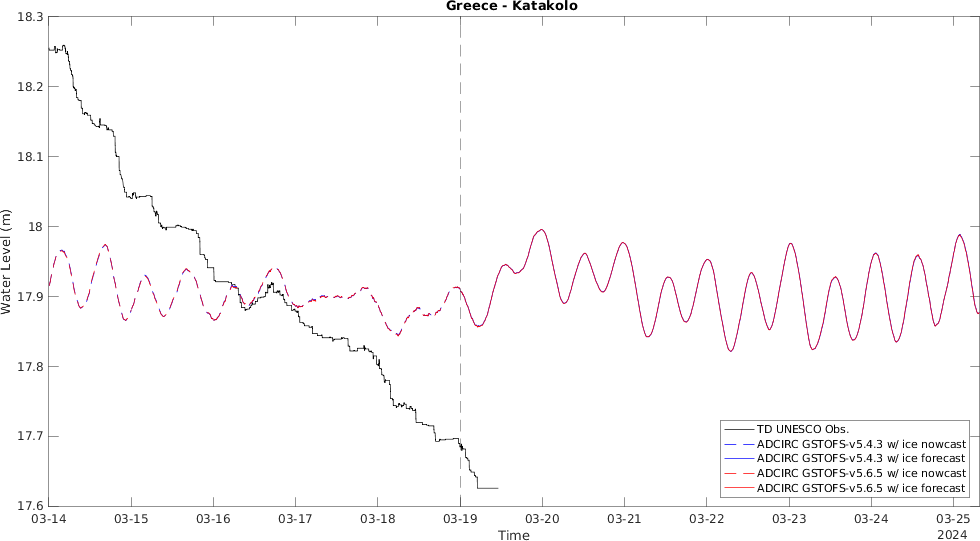 Greece - Katakolo
18.3
18.2
18.1
18
17.9
17.8
17.7
17.6
Water Level (m)
03-14 03-15 03-16 03-17 03-18 03-19 03-20 03-21 03-22 03-23 03-24 03-25
Time
2024
TD UNESCO Obs.
ADCIRC GSTOFS-v5.4.3 w/ ice nowcast
ADCIRC GSTOFS-v5.4.3 w/ ice forecast
ADCIRC GSTOFS-v5.6.5 w/ ice nowcast
ADCIRC GSTOFS-v5.6.5 w/ ice forecast